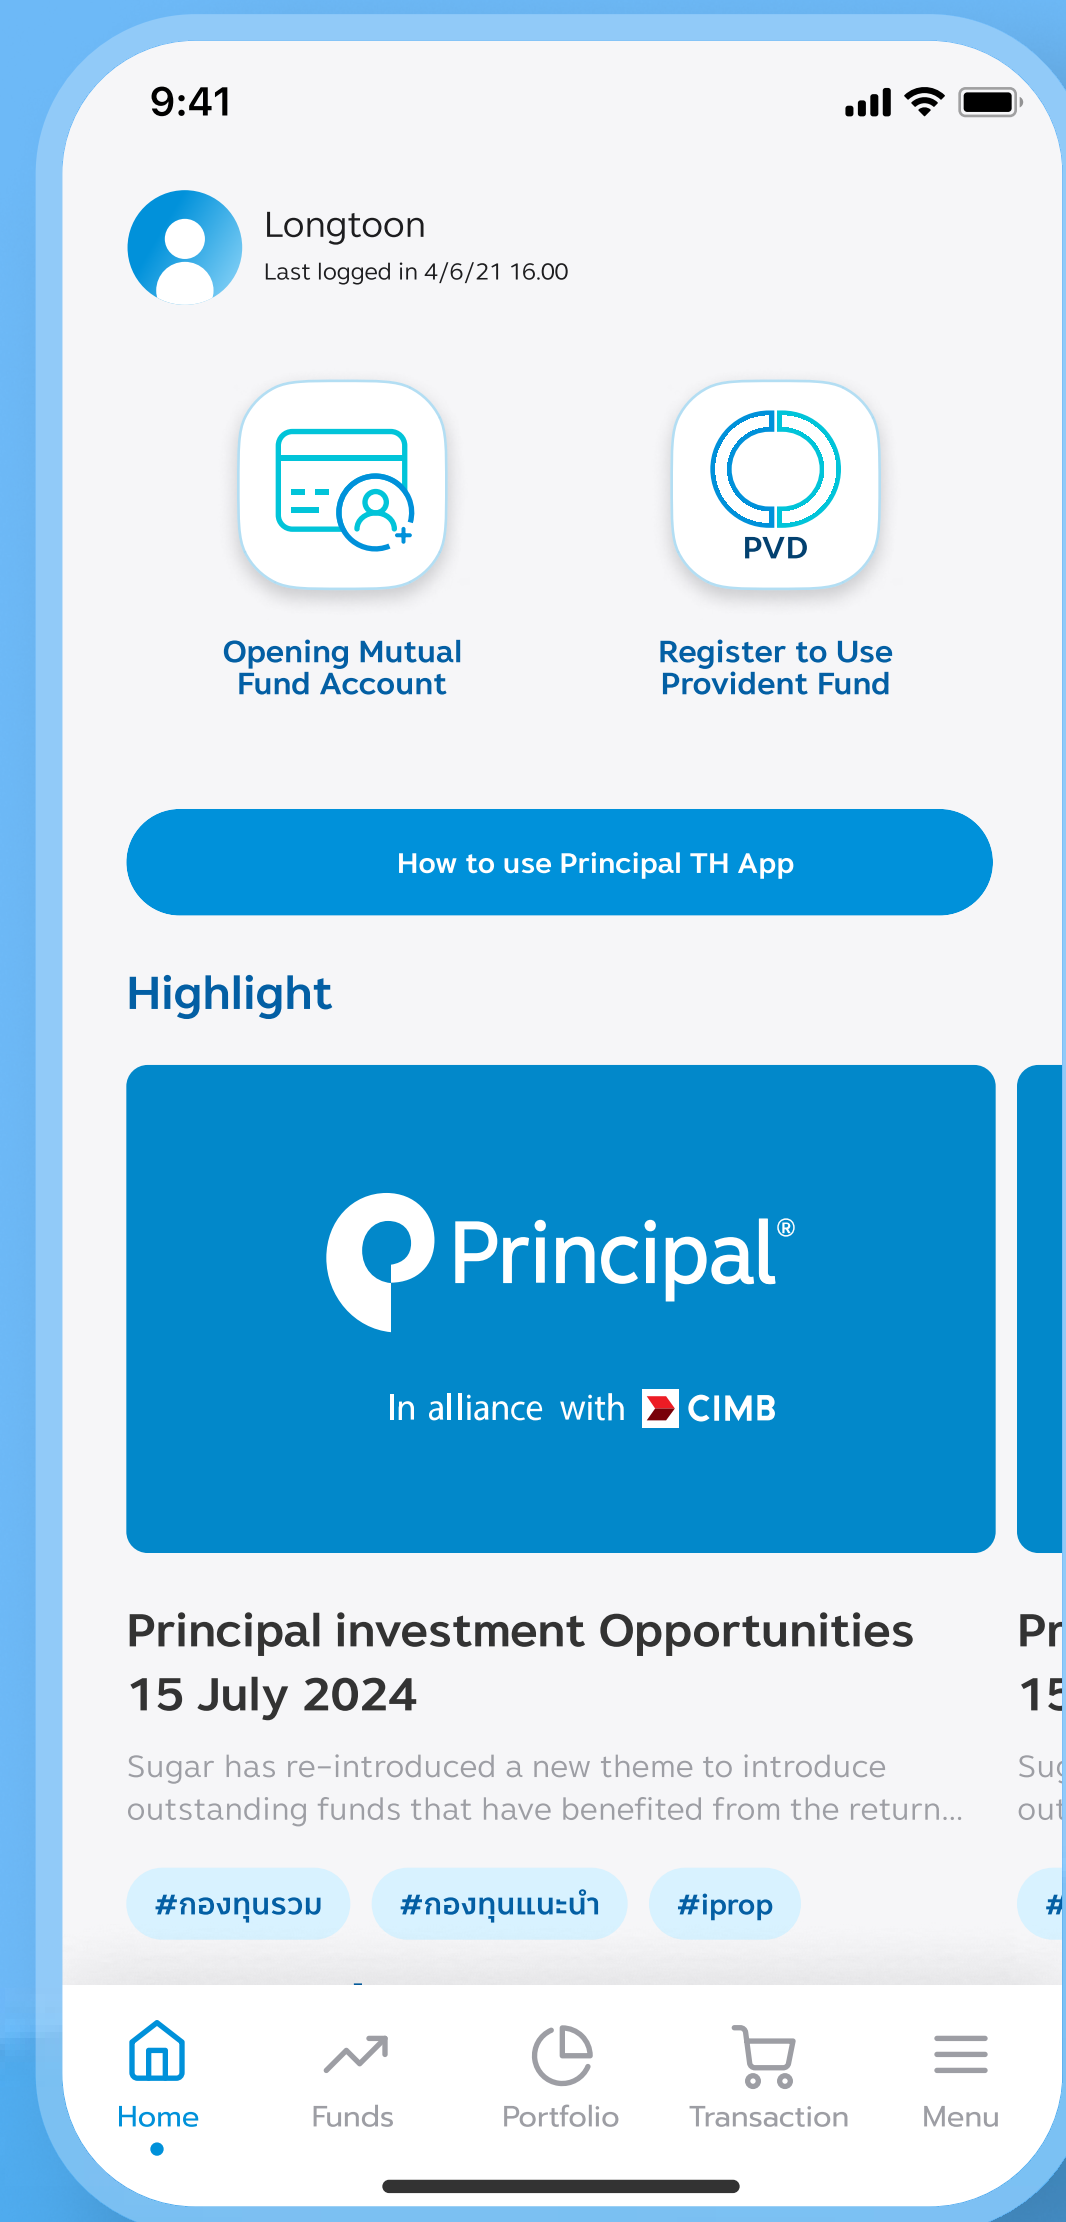 9:41
Longtoon
Last logged in 4/6/21 16.00
PVD
Opening Mutual
Fund Account
Register to Use
Provident Fund
How to use Principal TH App
Highlight
Principal®
In alliance with CIMB
Principal investment Opportunities
15 July 2024
Sugar has re-introduced a new theme to introduce
outstanding funds that have benefited from the return...
#กองทุนรวม #กองทุนแนะนำ #iprop
Pr
15
Sug
out
#
Home Funds Portfolio Transaction Menu